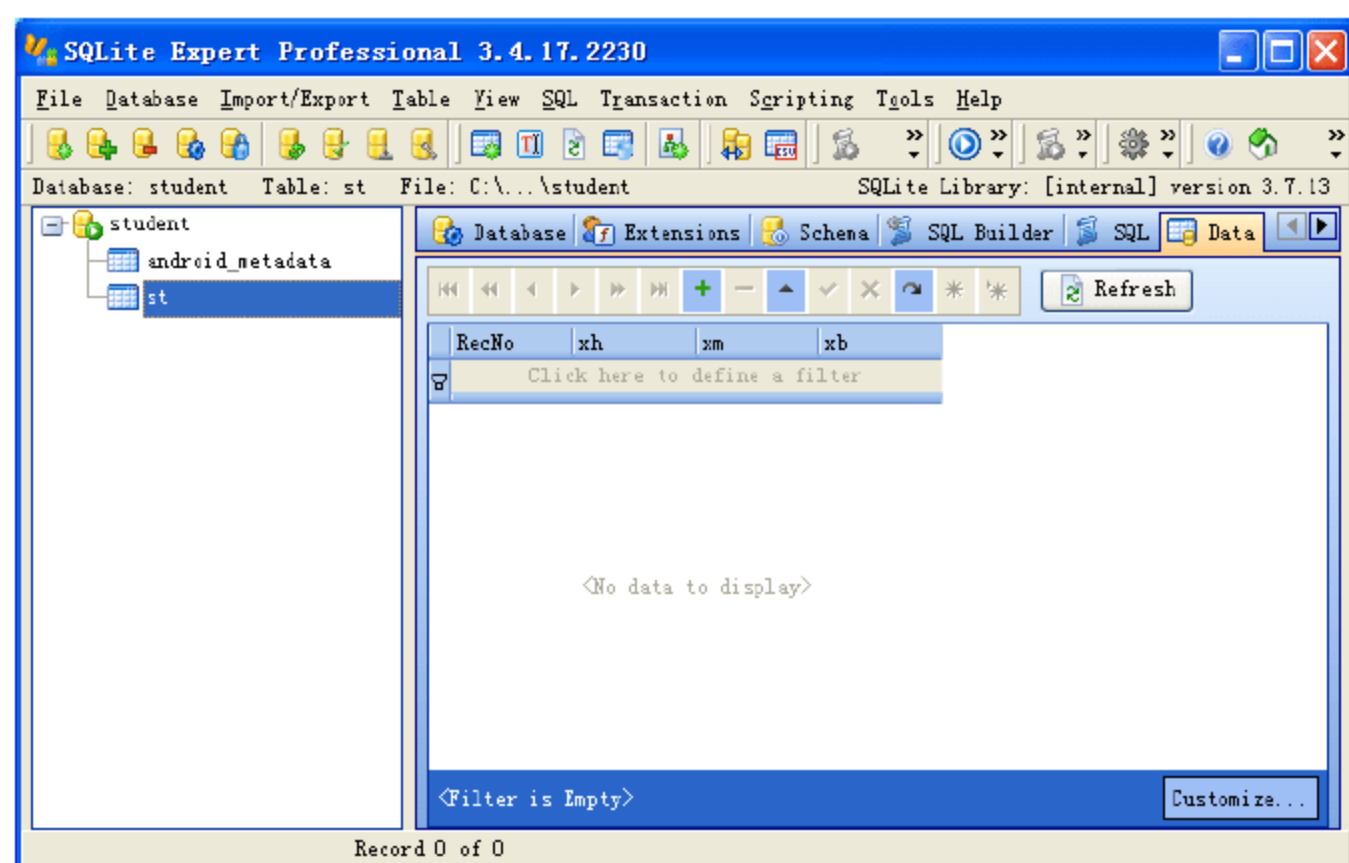 SQLite Expert Professional 3.4.17.2230
File Database Import/Export Table View SQL Transaction Scripting Tools Help
Database: student Table: st File: C:\...\student SQLite Library: [internal] version 3.7.13
student
android_metadata
st
Database Extensions Schema SQL Builder SQL Data
Refresh
RecNo xh xm xb
Click here to define a filter
<No data to display>
<Filter is Empty> Customize...
Record 0 of 0